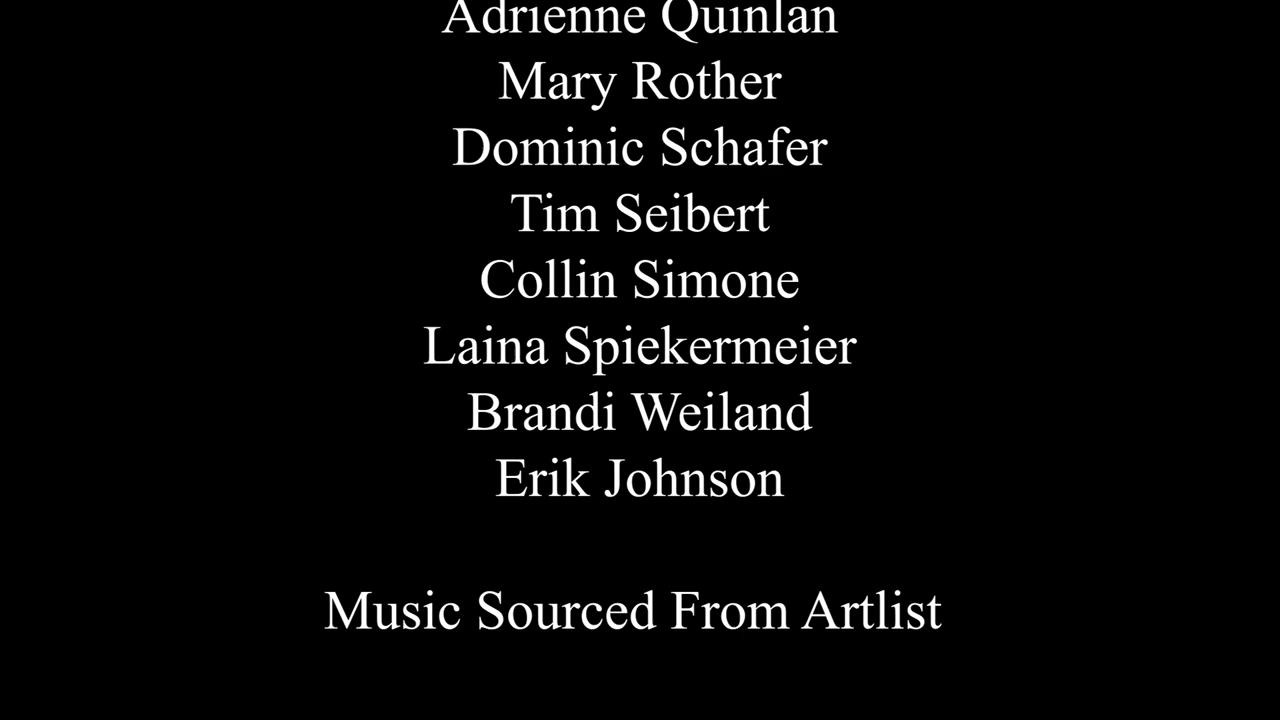 Adrienne Quinlan
Mary Rother
Dominic Schafer
Tim Seibert
Collin Simone
Laina Spiekermeier
Brandi Weiland
Erik Johnson
Music Sourced From Artlist